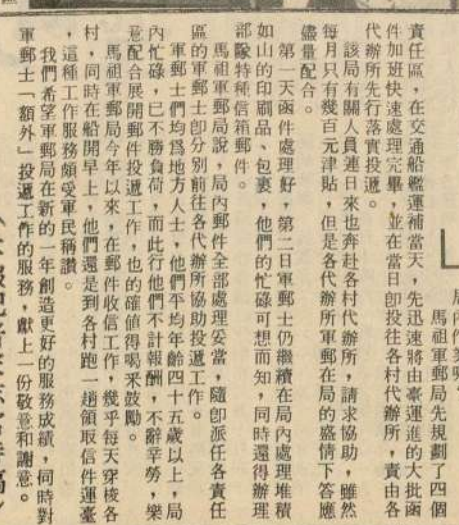 馬祖軍郵局先規劃了四個
責任區，在交通船艦運補當天，先迅速將由臺運進的大批函
件加班快速處理完畢，並在當日卽投往各村代辦所，責由各
代辦所先行落實投遞。
該局有關人員連日來也奔赴各村代辦所，請求協助，雖然
每月只有幾百元津貼，但是各代辦所軍郵在局的盛情下答應
儘量配合。
第一天函件處理好，第二日軍郵士仍繼續在局內處理堆積
如山的印刷品、包裹，他們的忙碌可想而知，同時還得辦理
部隊特種信箱郵件。
馬祖軍郵局說，局內郵件全部處理妥當，隨卽派任各責任
區的軍郵士卽分別前往各代辦所協助投遞工作。
軍郵士們均爲地方人士，他們平均年齡四十五歲以上，局
內忙碌，已不勝負荷，而此行他們不計報酬，不辭辛勞，樂
意配合展開郵件投遞工作，也的確值得喝釆鼓勵。
馬祖軍郵局今年以來，在郵件收信工作，幾乎每天穿梭各
村，同時在船開早上，他們還是到各村跑一趟領取信件運臺
，這種工作服務頗受軍民稱讚。
我們希望軍郵局在新的一年創造更好的服務成績，同時對
軍郵士「額外」投遞工作的服務，獻上一份敬意和謝意。